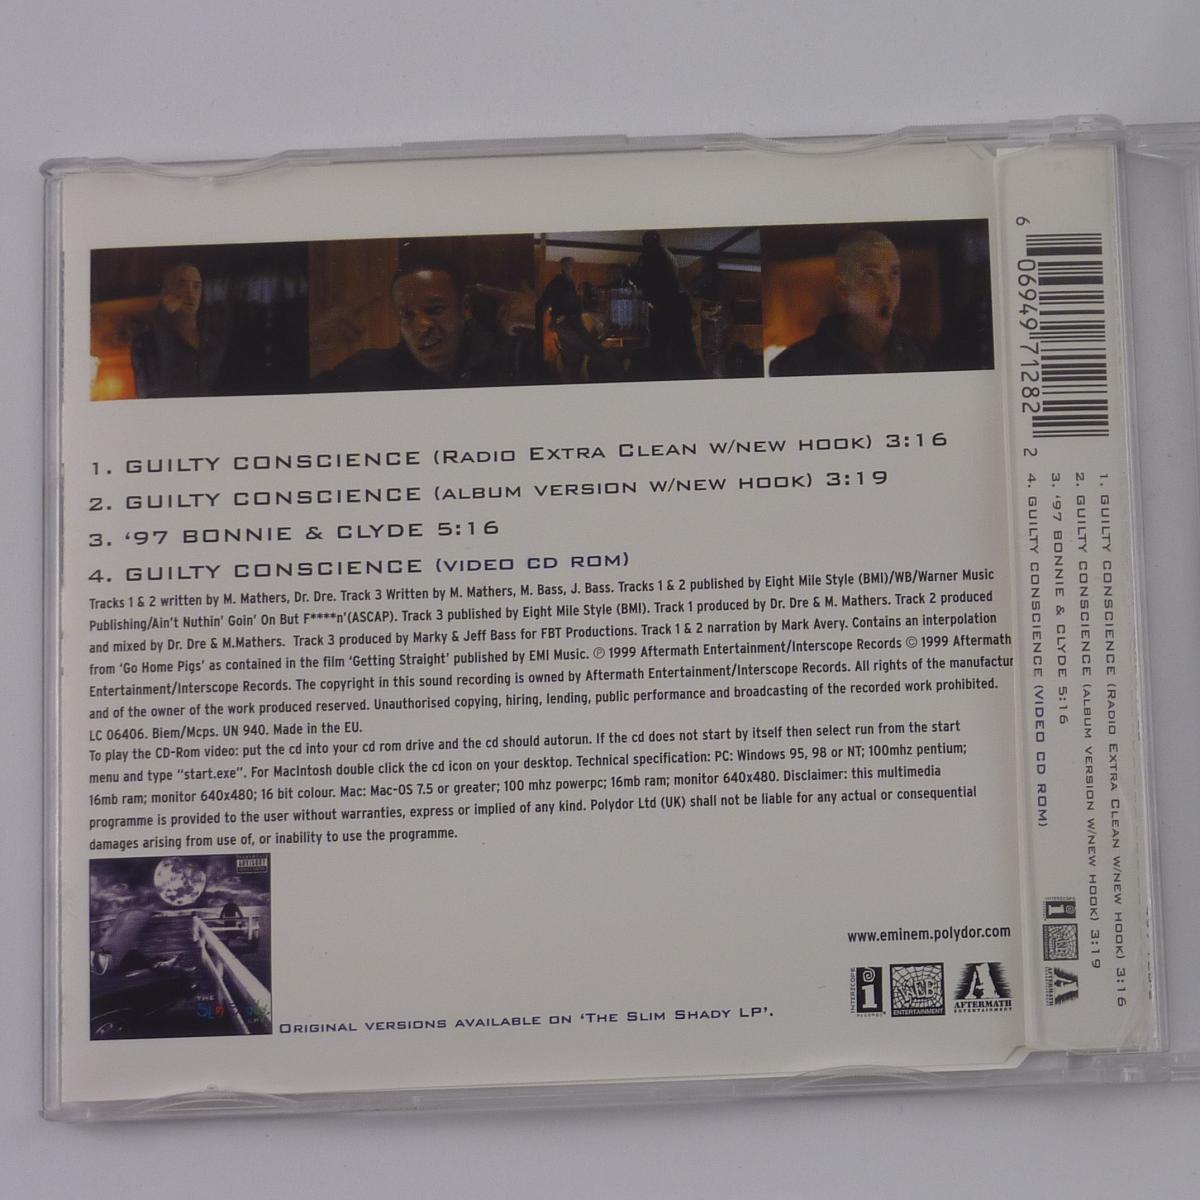 1. GUILTY CONSCIENCE (RADIO EXTRA CLEAN W/NEW HOOK) 3:16
2. GUILTY CONSCIENCE (ALBUM VERSION W/NEW HOOK) 3:19
3. '97 BONNIE & CLYDE 5:16
4. GUILTY CONSCIENCE (VIDEO CD ROM)
Tracks 1 & 2 written by M. Mathers, Dr. Dre. Track 3 Written by M. Mathers, M. Bass, J. Bass. Tracks 1 & 2 published by Eight Mile Style (BMI)/WB/Warner Music
Publishing/Ain't Nuthin' Goin' On But F****n'(ASCAP). Track 3 published by Eight Mile Style (BMI). Track 1 produced by Dr. Dre & M. Mathers. Track 2 produced
and mixed by Dr. Dre & M.Mathers. Track 3 produced by Marky & Jeff Bass for FBT Productions. Track 1 & 2 narration by Mark Avery. Contains an interpolation
from 'Go Home Pigs' as contained in the film 'Getting Straight' published by EMI Music. ℗ 1999 Aftermath Entertainment/Interscope Records © 1999 Aftermath
Entertainment/Interscope Records. The copyright in this sound recording is owned by Aftermath Entertainment/Interscope Records. All rights of the manufactur
and of the owner of the work produced reserved. Unauthorised copying, hiring, lending, public performance and broadcasting of the recorded work prohibited.
LC 06406. Biem/Mcps. UN 940. Made in the EU.
To play the CD-Rom video: put the cd into your cd rom drive and the cd should autorun. If the cd does not start by itself then select run from the start
menu and type "start.exe". For MacIntosh double click the cd icon on your desktop. Technical specification: PC: Windows 95, 98 or NT; 100mhz pentium;
16mb ram; monitor 640x480; 16 bit colour. Mac: Mac-OS 7.5 or greater; 100 mhz powerpc; 16mb ram; monitor 640x480. Disclaimer: this multimedia
programme is provided to the user without warranties, express or implied of any kind. Polydor Ltd (UK) shall not be liable for any actual or consequential
damages arising from use of, or inability to use the programme.
THE
SLIM
LP
ORIGINAL VERSIONS AVAILABLE ON 'THE SLIM SHADY LP'.
www.eminem.polydor.com
INTERSCOPE
RECORDS
WEB
ENTERTAINMENT
A
AFTERMATH
ENTERTAINMENT
6 06949 71282 2
1. GUILTY CONSCIENCE (RADIO EXTRA CLEAN W/NEW HOOK) 3:16
2. GUILTY CONSCIENCE (ALBUM VERSION W/NEW HOOK) 3:19
3. '97 BONNIE & CLYDE 5:16
4. GUILTY CONSCIENCE (VIDEO CD ROM)
INTERSCOPE
A
AFTERMATH